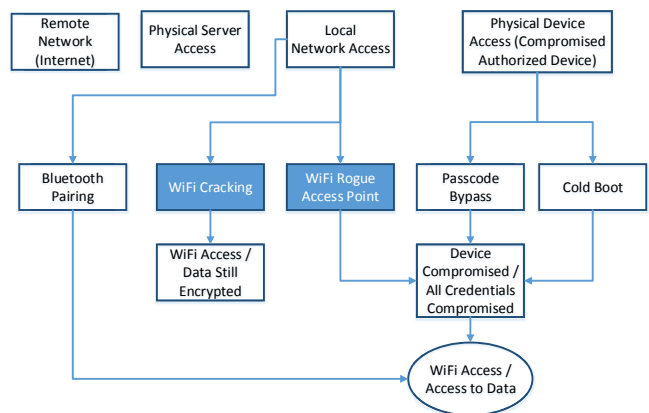 Remote
Network
(Internet)
Physical Server
Access
Local
Network Access
Physical Device
Access (Compromised
Authorized Device)
Bluetooth
Pairing
WiFi Cracking
WiFi Rogue
Access Point
Passcode
Bypass
Cold Boot
WiFi Access /
Data Still
Encrypted
Device
Compromised /
All Credentials
Compromised
WiFi Access /
Access to Data